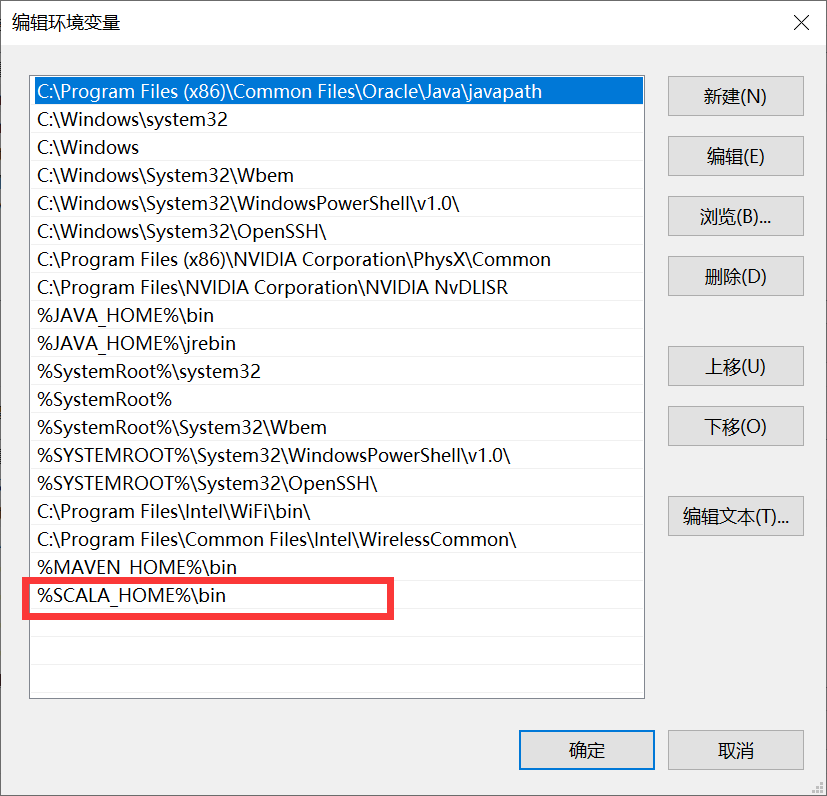 编辑环境变量
C:\Program Files (x86)\Common Files\Oracle\Java\javapath
C:\Windows\system32
C:\Windows
C:\Windows\System32\Wbem
C:\Windows\System32\WindowsPowerShell\v1.0\
C:\Windows\System32\OpenSSH\
C:\Program Files (x86)\NVIDIA Corporation\PhysX\Common
C:\Program Files\NVIDIA Corporation\NVIDIA NvDLISR
%JAVA_HOME%\bin
%JAVA_HOME%\jrebin
%SystemRoot%\system32
%SystemRoot%
%SystemRoot%\System32\Wbem
%SYSTEMROOT%\System32\WindowsPowerShell\v1.0\
%SYSTEMROOT%\System32\OpenSSH\
C:\Program Files\Intel\WiFi\bin\
C:\Program Files\Common Files\Intel\WirelessCommon\
%MAVEN_HOME%\bin
%SCALA_HOME%\bin
新建(N)
编辑(E)
浏览(B)...
删除(D)
上移(U)
下移(O)
编辑文本(T)...
确定
取消